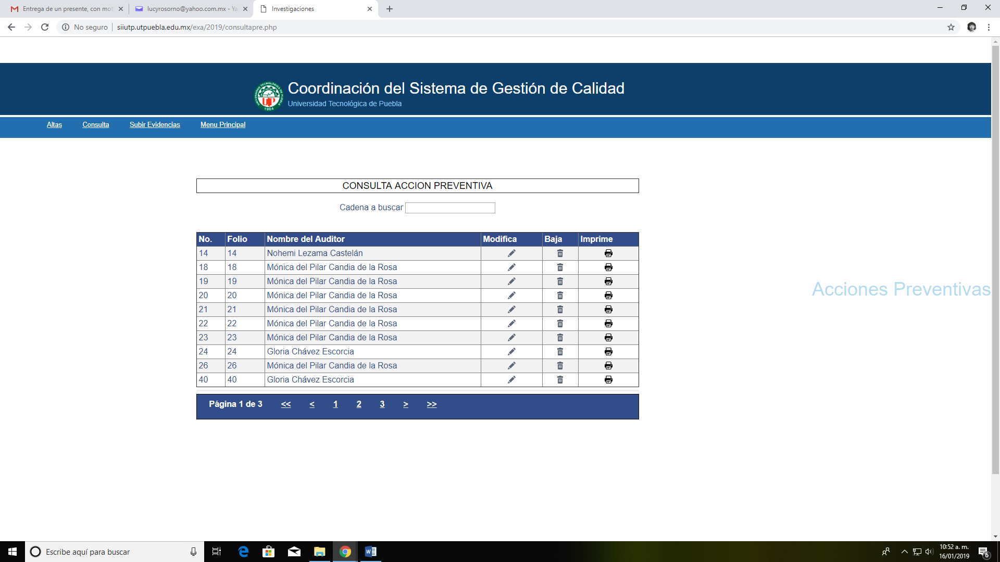 Entrega de un presente, con mot
lucyrosorno@yahoo.com.mx - Ya
Investigaciones
No seguro
siiutp.utpuebla.edu.mx/exa/2019/consultapre.php
Coordinación del Sistema de Gestión de Calidad
Universidad Tecnológica de Puebla
UNIVERSIDAD TECNOLÓGICA DE PUEBLA
UTP
1994
Altas Consulta Subir Evidencias Menu Principal
CONSULTA ACCION PREVENTIVA
Cadena a buscar
No. Folio Nombre del Auditor Modifica Baja Imprime
14 14 Nohemi Lezama Castelán
18 18 Mónica del Pilar Candia de la Rosa
19 19 Mónica del Pilar Candia de la Rosa
20 20 Mónica del Pilar Candia de la Rosa
21 21 Mónica del Pilar Candia de la Rosa
22 22 Mónica del Pilar Candia de la Rosa
23 23 Mónica del Pilar Candia de la Rosa
24 24 Gloria Chávez Escorcia
26 26 Mónica del Pilar Candia de la Rosa
40 40 Gloria Chávez Escorcia
Página 1 de 3 << < 1 2 3 > >>
Acciones Preventivas
Escribe aquí para buscar
10:52 a. m.
16/01/2019
6